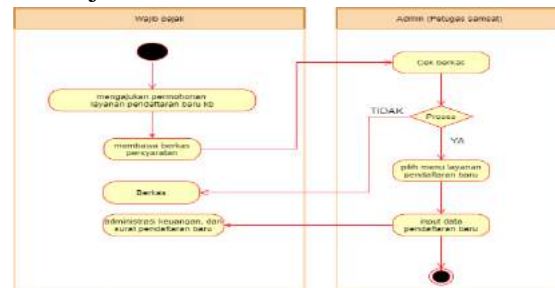 Wajib pajak
Admin (Petugas samsat)
mengajukan permohonan
layanan pendaftaran baru kb
membawa berkas
persyaratan
Berkas
administrasi keuangan, dan
surat pendaftaran baru
Cek berkas
TIDAK
Proses
YA
pilih menu layanan
pendaftaran baru
input data
pendaftaran baru